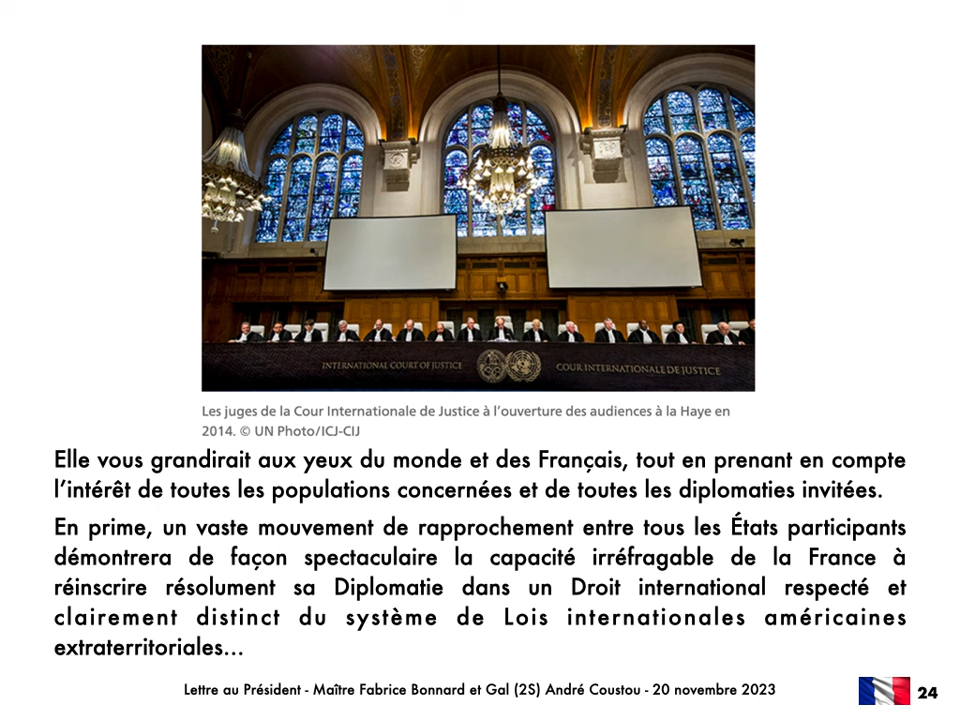 INTERNATIONAL COURT OF JUSTICE
COUR INTERNATIONALE DE JUSTICE
Les juges de la Cour Internationale de Justice à l’ouverture des audiences à la Haye en
2014. © UN Photo/ICJ-CIJ
Elle vous grandirait aux yeux du monde et des Français, tout en prenant en compte
l’intérêt de toutes les populations concernées et de toutes les diplomaties invitées.
En prime, un vaste mouvement de rapprochement entre tous les États participants
démontrera de façon spectaculaire la capacité irréfragable de la France à
réinscrire résolument sa Diplomatie dans un Droit international respecté et
clairement distinct du système de Lois internationales américaines
extraterritoriales…
Lettre au Président - Maître Fabrice Bonnard et Gal (2S) André Coustou - 20 novembre 2023
24